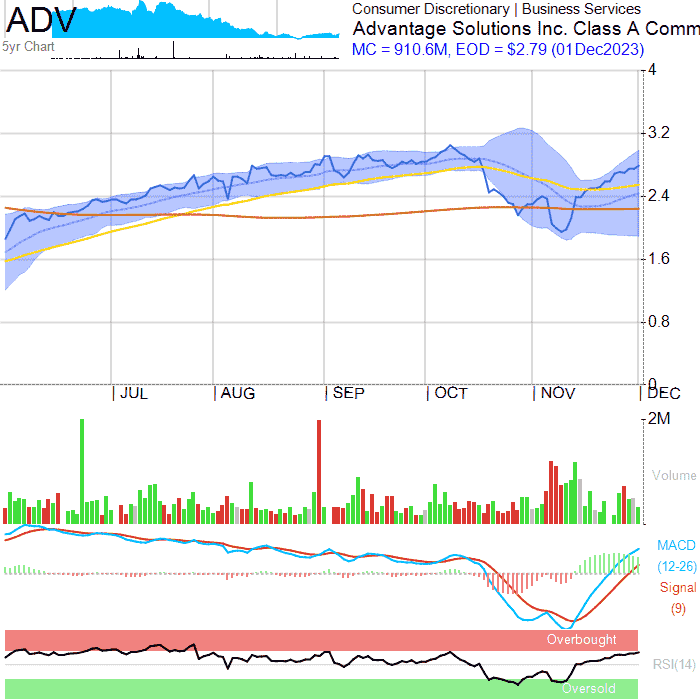 ADV
5yr Chart
Consumer Discretionary | Business Services
Advantage Solutions Inc. Class A Comm
MC = 910.6M, EOD = $2.79 (01Dec2023)
4
3.2
2.4
1.6
0.8
0
JUL AUG SEP OCT NOV DEC
2M
Volume
MACD
(12-26)
Signal
(9)
Overbought
RSI(14)
Oversold